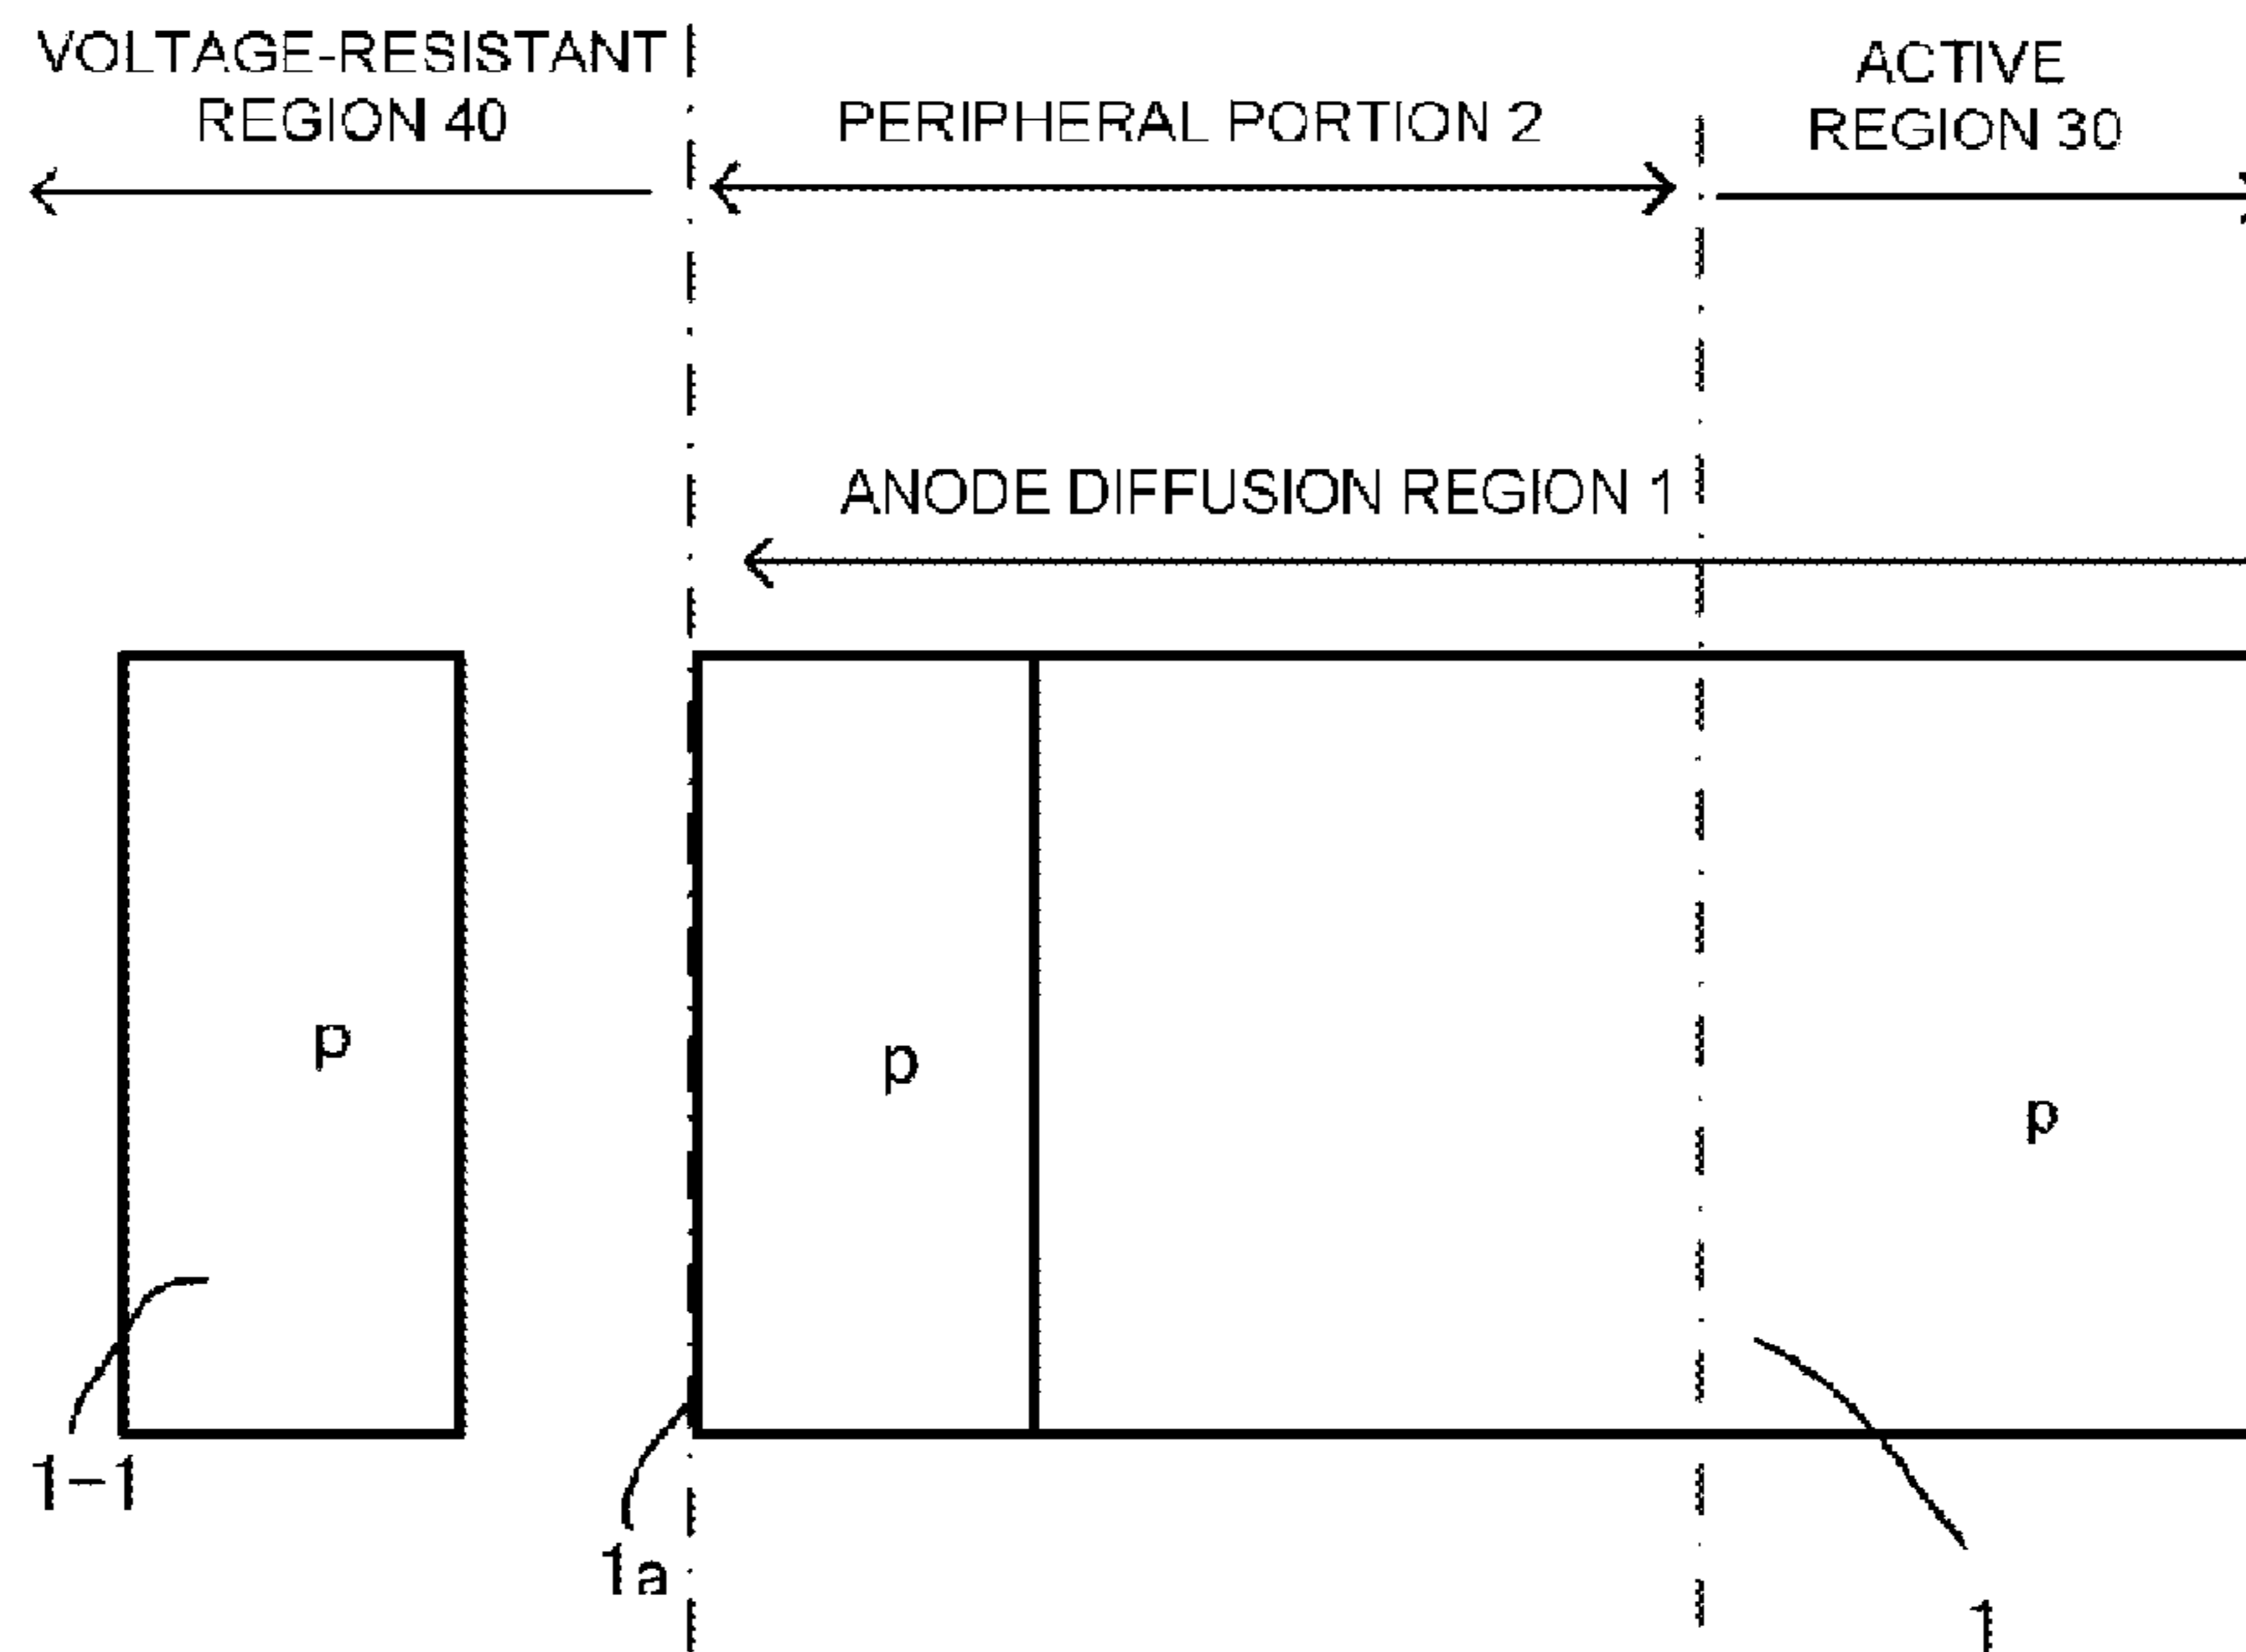 VOLTAGE-RESISTANT
REGION 40
PERIPHERAL PORTION 2
ACTIVE
REGION 30
ANODE DIFFUSION REGION 1
p
p
p
1-1
1a
1